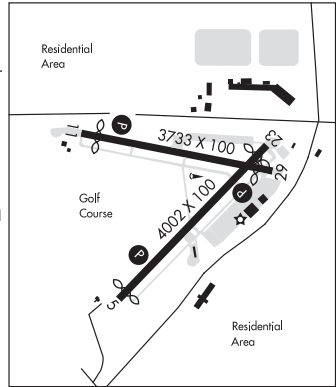 Residential
Area
11
P
3733 X 100
23
29
P
Golf
Course
4002 X 100
P
5
Residential
Area